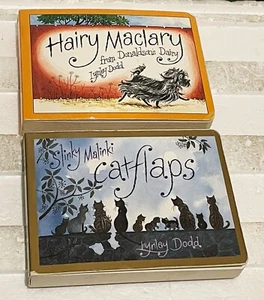 Hairy Maclary
from Donaldson's Dairy
Lynley Dodd
Slinky Malinki
catflaps
Lynley Dodd